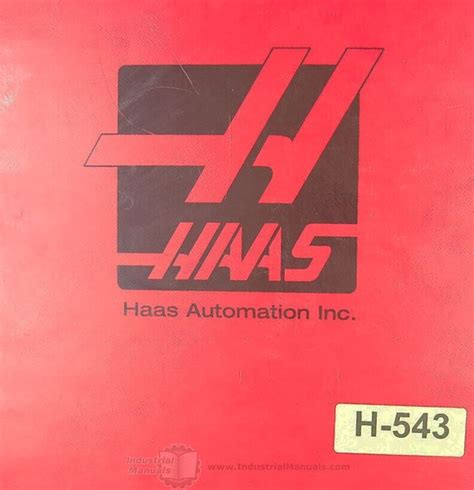 H
HAAS
Haas Automation Inc.
H-543
Industrial
Manuals
www.IndustrialManuals.com